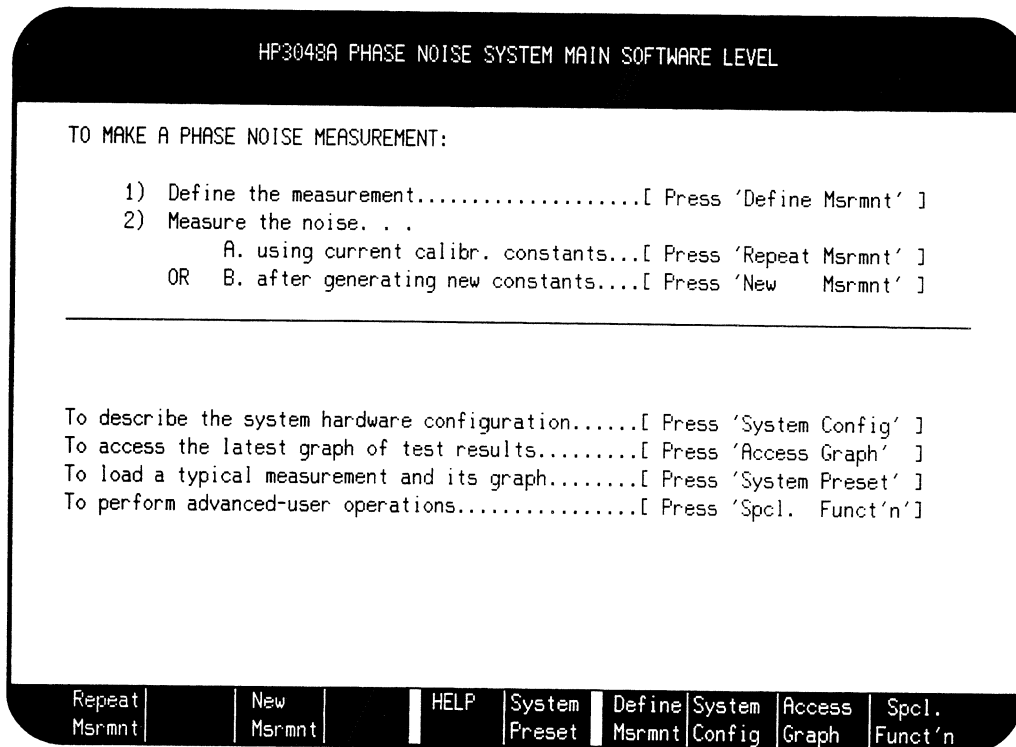 HP3048A PHASE NOISE SYSTEM MAIN SOFTWARE LEVEL
TO MAKE A PHASE NOISE MEASUREMENT:
1) Define the measurement.....................[ Press 'Define Msrmnt' ]
2) Measure the noise. . .
A. using current calibr. constants...[ Press 'Repeat Msrmnt' ]
OR B. after generating new constants....[ Press 'New Msrmnt' ]
To describe the system hardware configuration......[ Press 'System Config' ]
To access the latest graph of test results.........[ Press 'Access Graph' ]
To load a typical measurement and its graph........[ Press 'System Preset' ]
To perform advanced-user operations................[ Press 'Spcl. Funct'n']
Repeat New HELP System Define System Access Spcl.
Msrmnt Msrmnt Preset Msrmnt Config Graph Funct'n